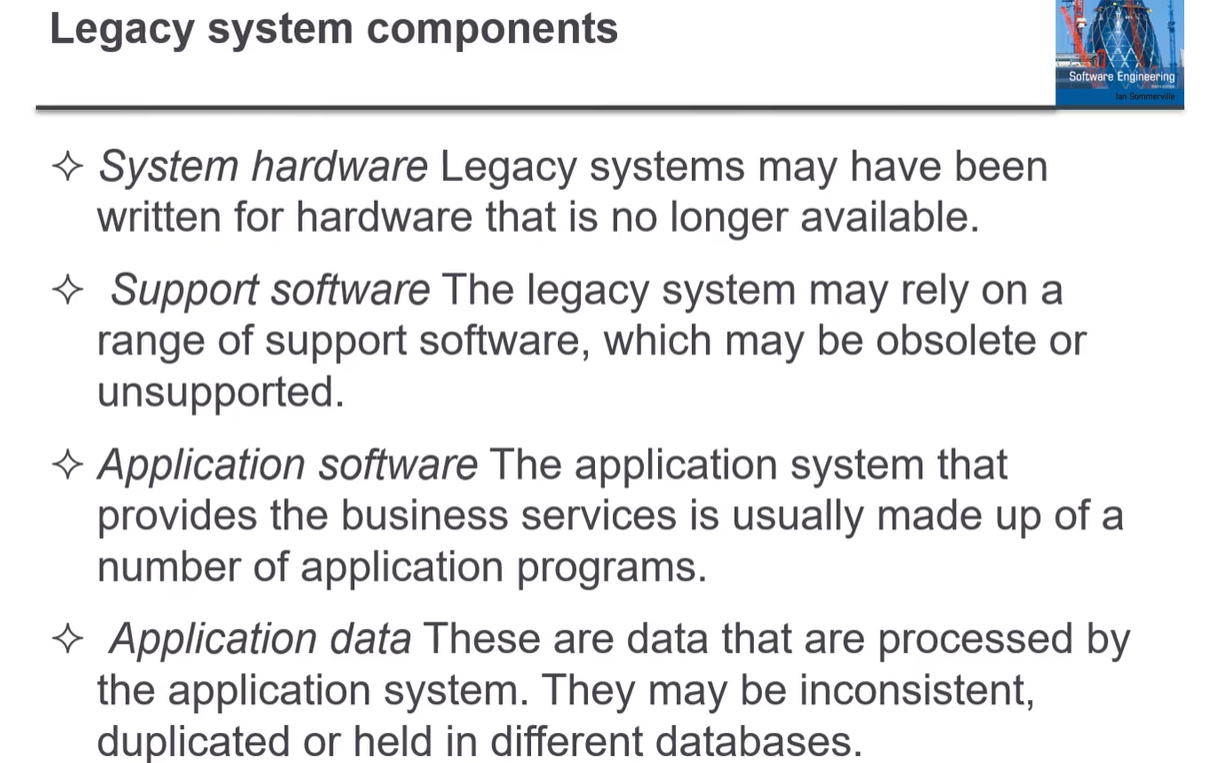 Legacy system components
Software Engineering
Ian Sommerville
✧ System hardware Legacy systems may have been
written for hardware that is no longer available.
✧ Support software The legacy system may rely on a
range of support software, which may be obsolete or
unsupported.
✧ Application software The application system that
provides the business services is usually made up of a
number of application programs.
✧ Application data These are data that are processed by
the application system. They may be inconsistent,
duplicated or held in different databases.